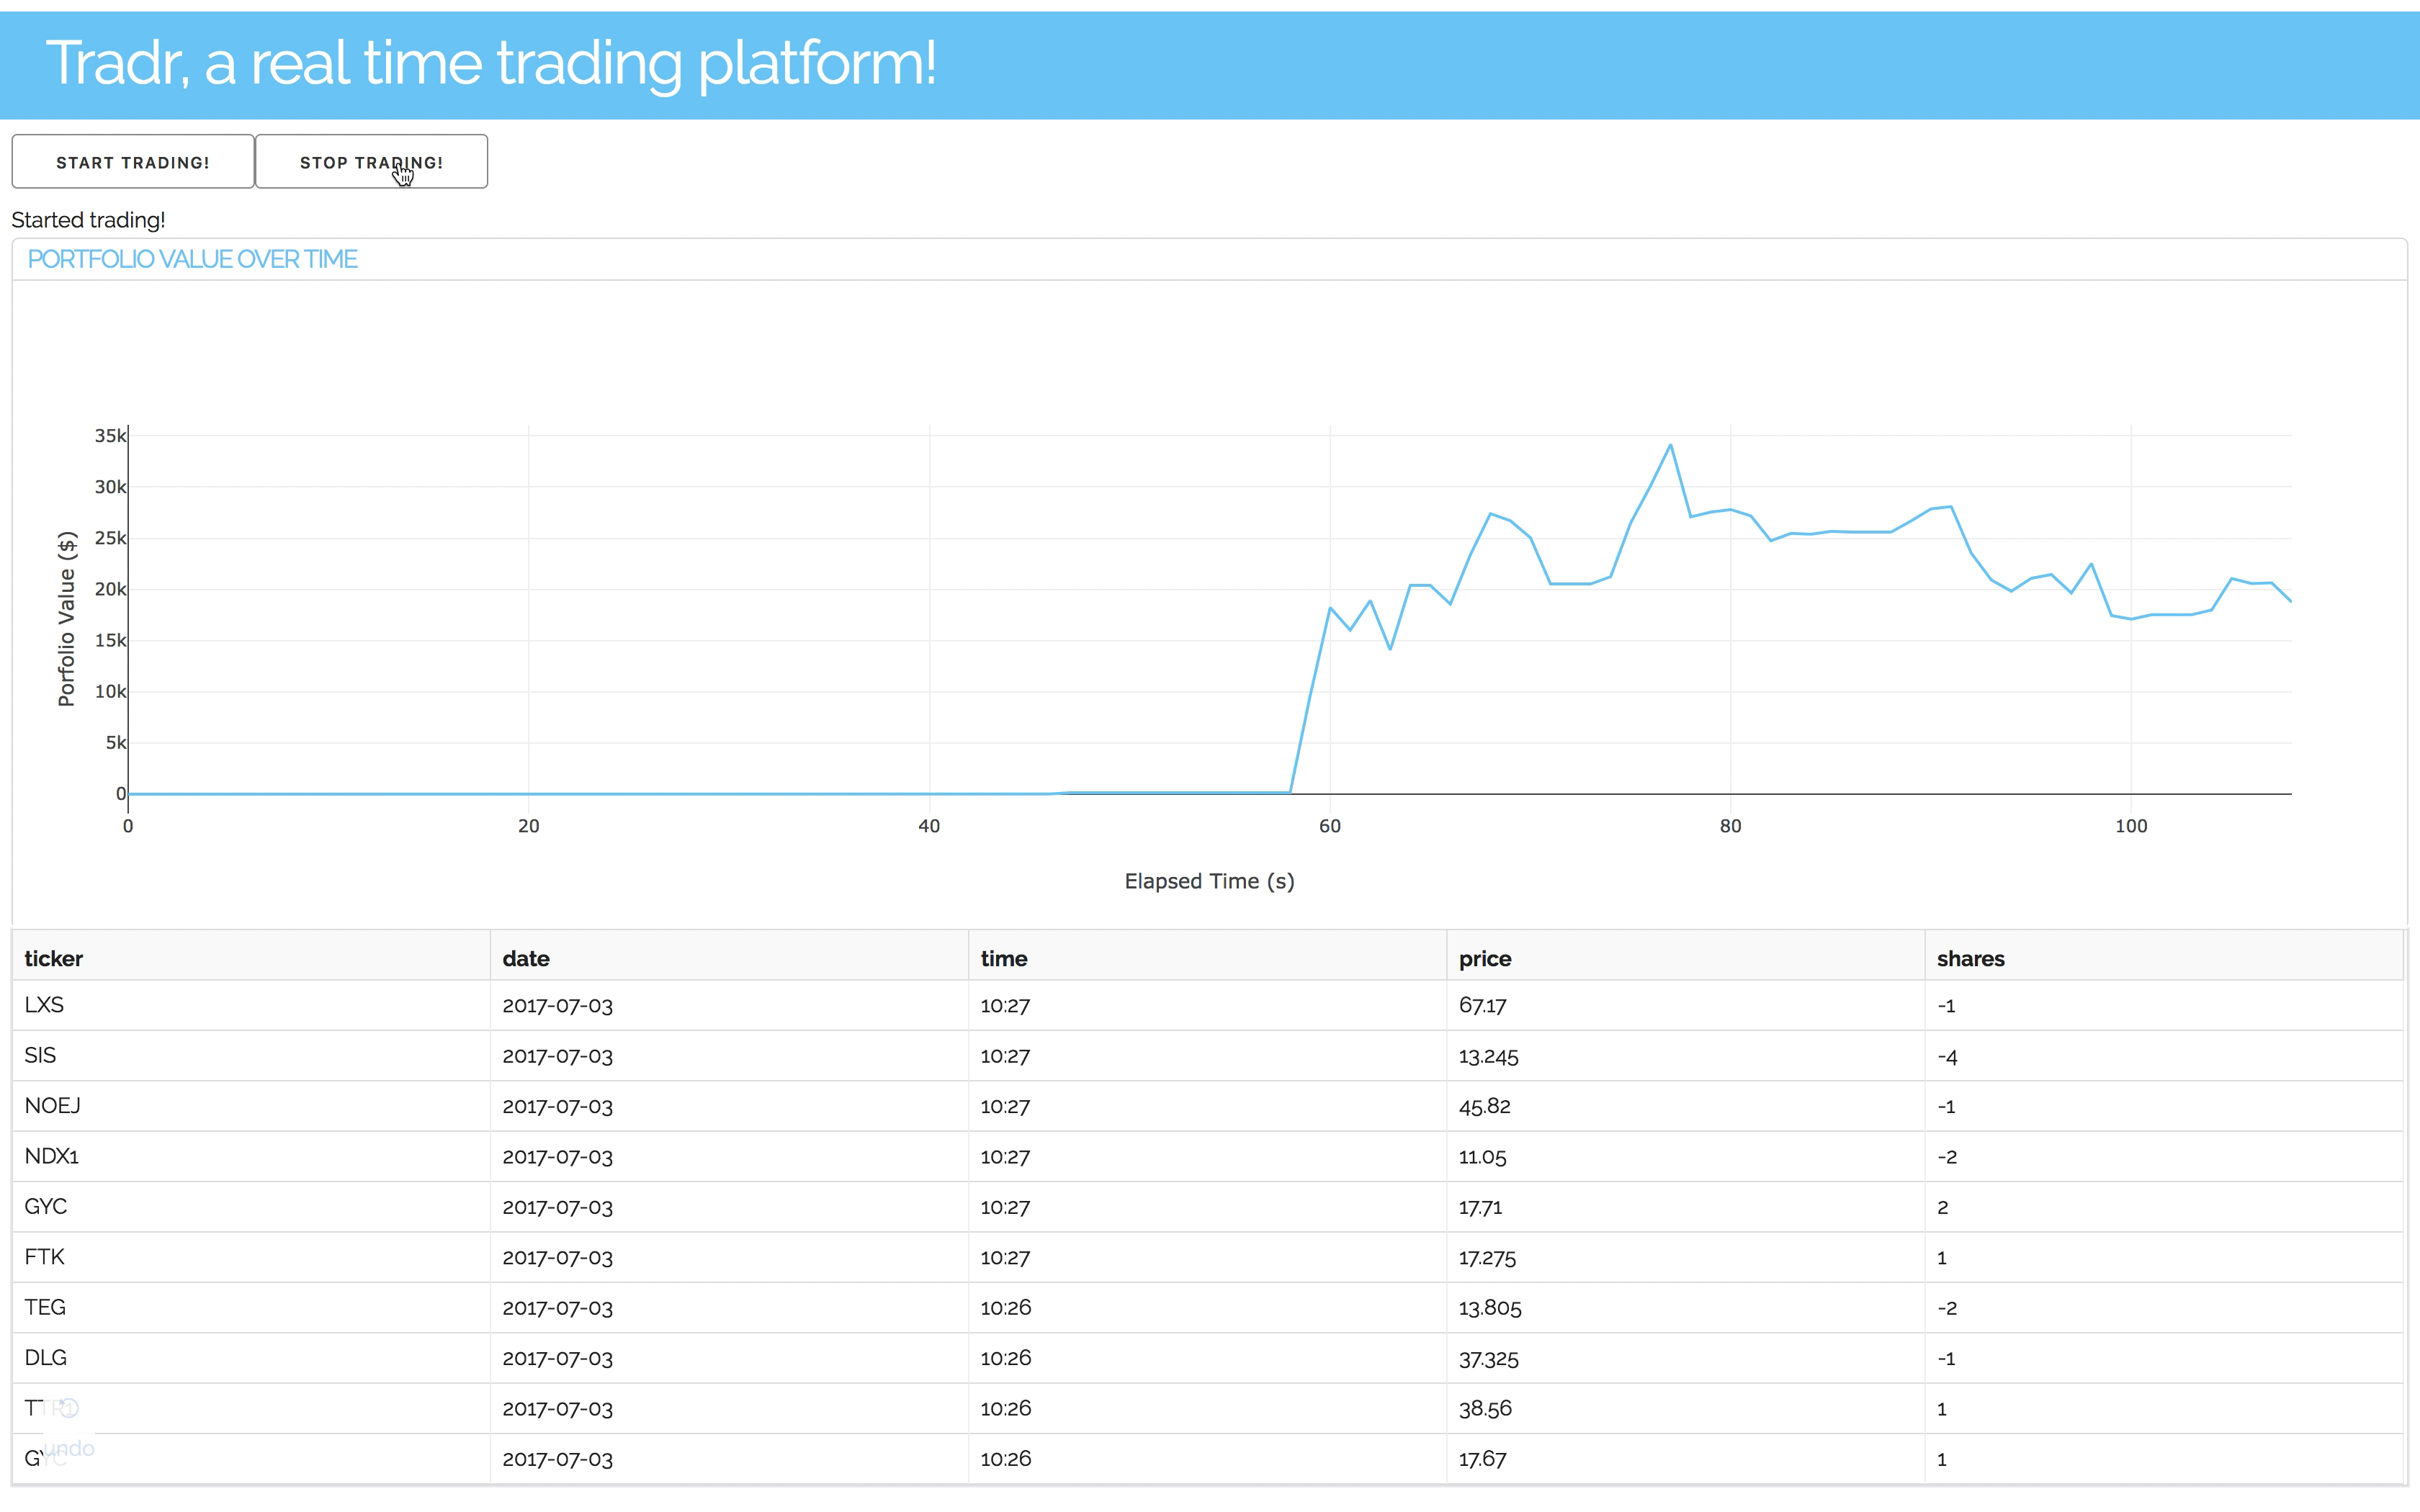 Tradr, a real time trading platform!
START TRADING! STOP TRADING!
Started trading!
PORTFOLIO VALUE OVER TIME
35k
30k
25k
20k
15k
10k
5k
0
Porfolio Value ($)
0 20 40 60 80 100
Elapsed Time (s)
ticker date time price shares
LXS 2017-07-03 10:27 67.17 -1
SIS 2017-07-03 10:27 13.245 -4
NOEJ 2017-07-03 10:27 45.82 -1
NDX1 2017-07-03 10:27 11.05 -2
GYC 2017-07-03 10:27 17.71 2
FTK 2017-07-03 10:27 17.275 1
TEG 2017-07-03 10:26 13.805 -2
DLG 2017-07-03 10:26 37.325 -1
TTR1 2017-07-03 10:26 38.56 1
undo
GYC 2017-07-03 10:26 17.67 1